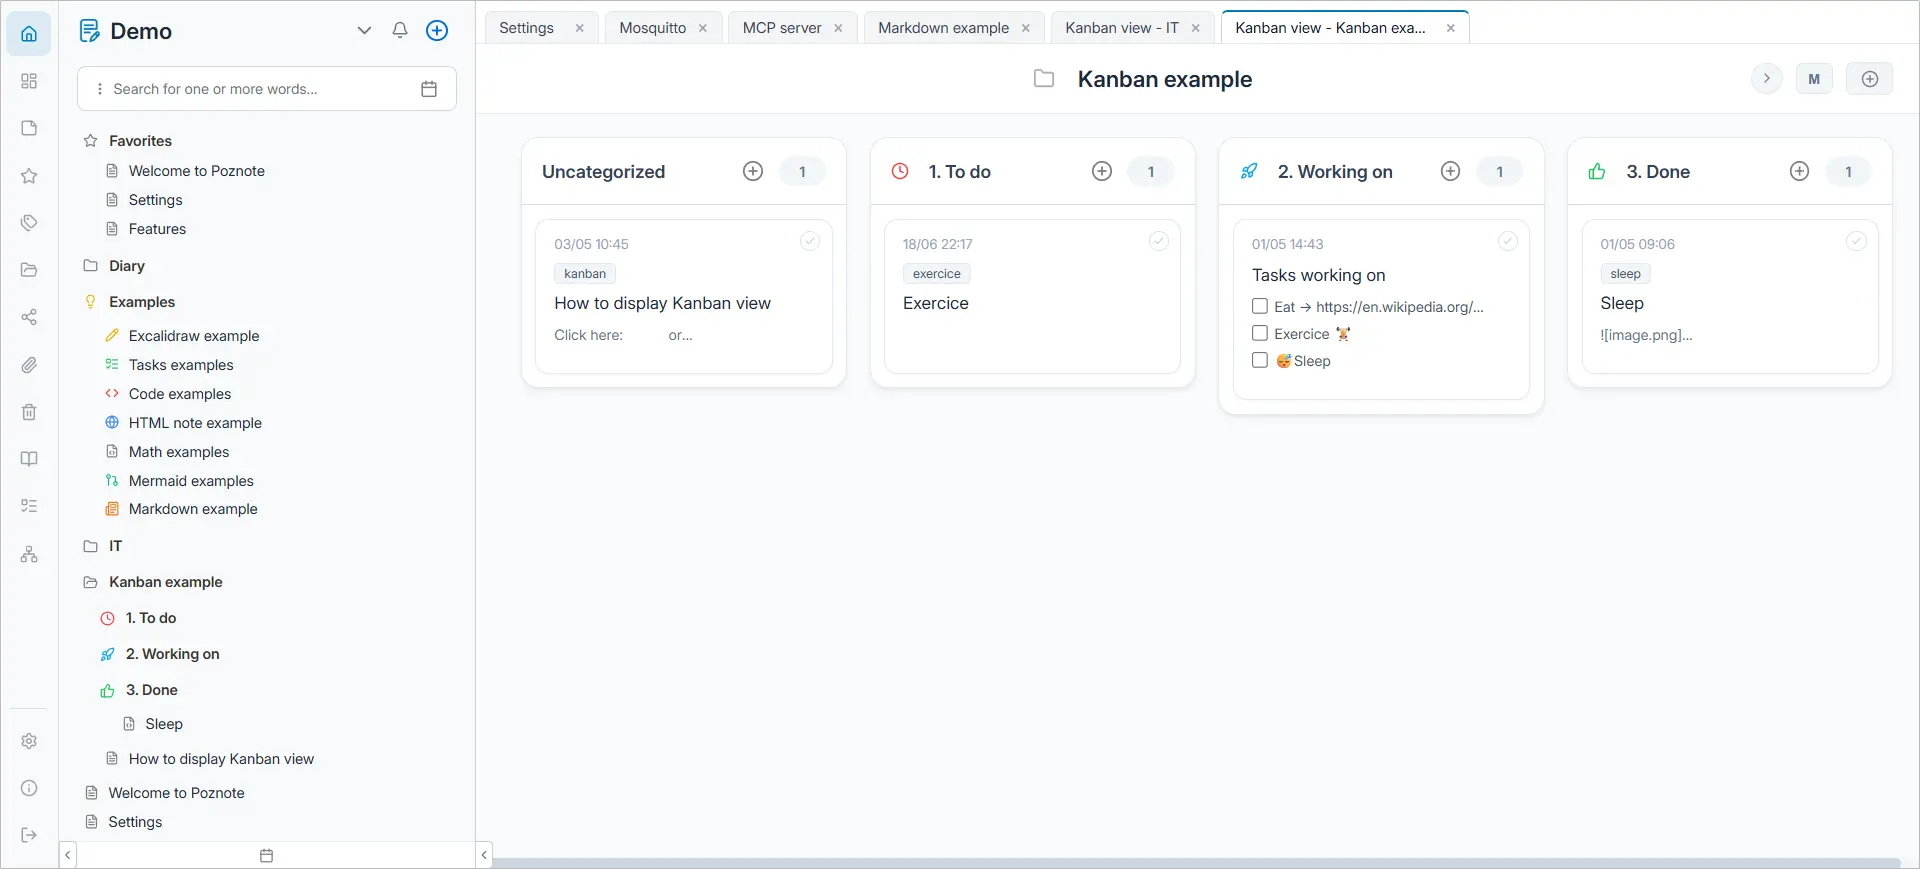 Demo
Search for one or more words...
Favorites
Welcome to Poznote
Settings
Features
Diary
Examples
Excalidraw example
Tasks examples
Code examples
HTML note example
Math examples
Mermaid examples
Markdown example
IT
Kanban example
1. To do
2. Working on
3. Done
Sleep
How to display Kanban view
Welcome to Poznote
Settings
Settings
Mosquitto
MCP server
Markdown example
Kanban view - IT
Kanban view - Kanban exa...
Kanban example
M
Uncategorized
1
03/05 10:45
kanban
How to display Kanban view
Click here: or...
1. To do
1
18/06 22:17
exercice
Exercice
2. Working on
1
01/05 14:43
Tasks working on
Eat → https://en.wikipedia.org/...
Exercice 🏋️
😴Sleep
3. Done
1
01/05 09:06
sleep
Sleep
![image.png]...